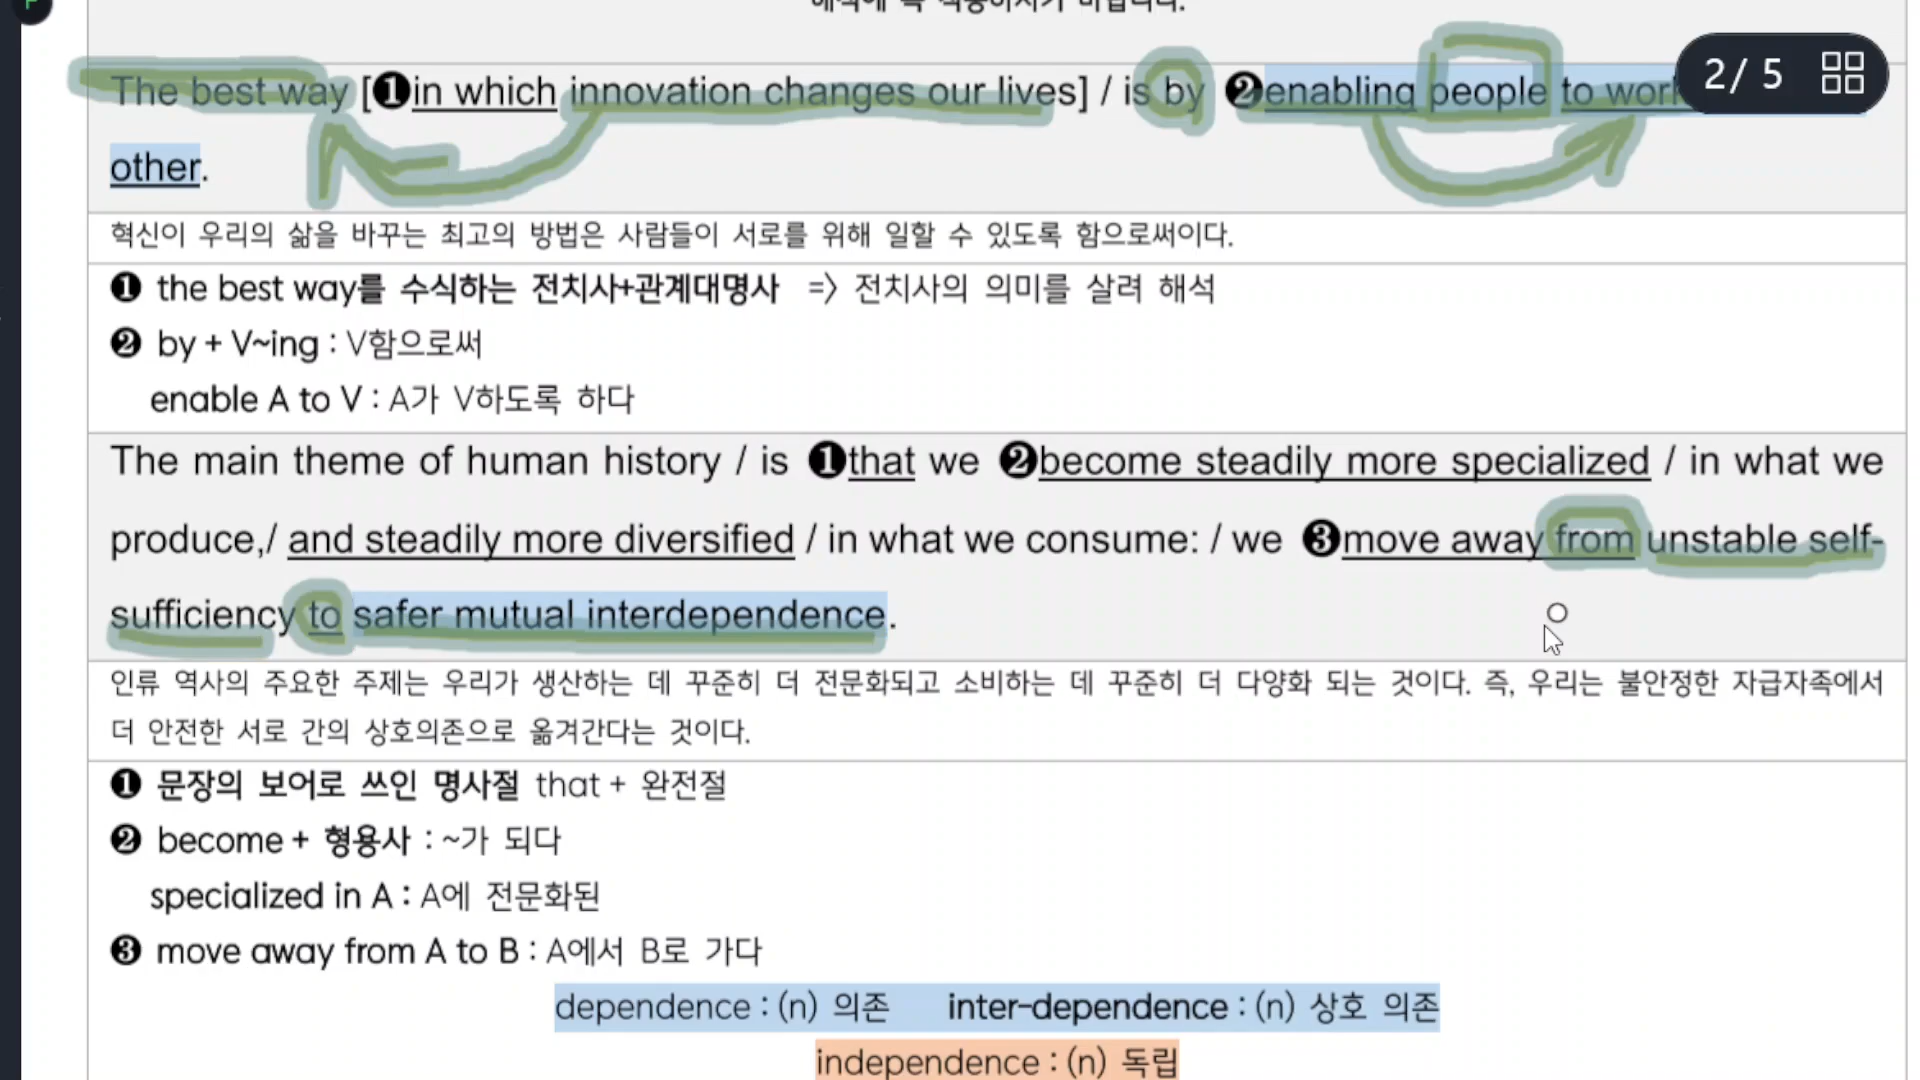 The best way [❶in which innovation changes our lives] / is by ❷enabling people to work
other.
혁신이 우리의 삶을 바꾸는 최고의 방법은 사람들이 서로를 위해 일할 수 있도록 함으로써이다.
❶ the best way를 수식하는 전치사+관계대명사 => 전치사의 의미를 살려 해석
❷ by + V~ing : V함으로써
enable A to V : A가 V하도록 하다
The main theme of human history / is ❶that we ❷become steadily more specialized / in what we
produce,/ and steadily more diversified / in what we consume: / we ❸move away from unstable self-
sufficiency to safer mutual interdependence.
인류 역사의 주요한 주제는 우리가 생산하는 데 꾸준히 더 전문화되고 소비하는 데 꾸준히 더 다양화 되는 것이다. 즉, 우리는 불안정한 자급자족에서
더 안전한 서로 간의 상호의존으로 옮겨간다는 것이다.
❶ 문장의 보어로 쓰인 명사절 that + 완전절
❷ become + 형용사 : ~가 되다
specialized in A : A에 전문화된
❸ move away from A to B : A에서 B로 가다
dependence : (n) 의존 inter-dependence : (n) 상호 의존
independence : (n) 독립
2/ 5